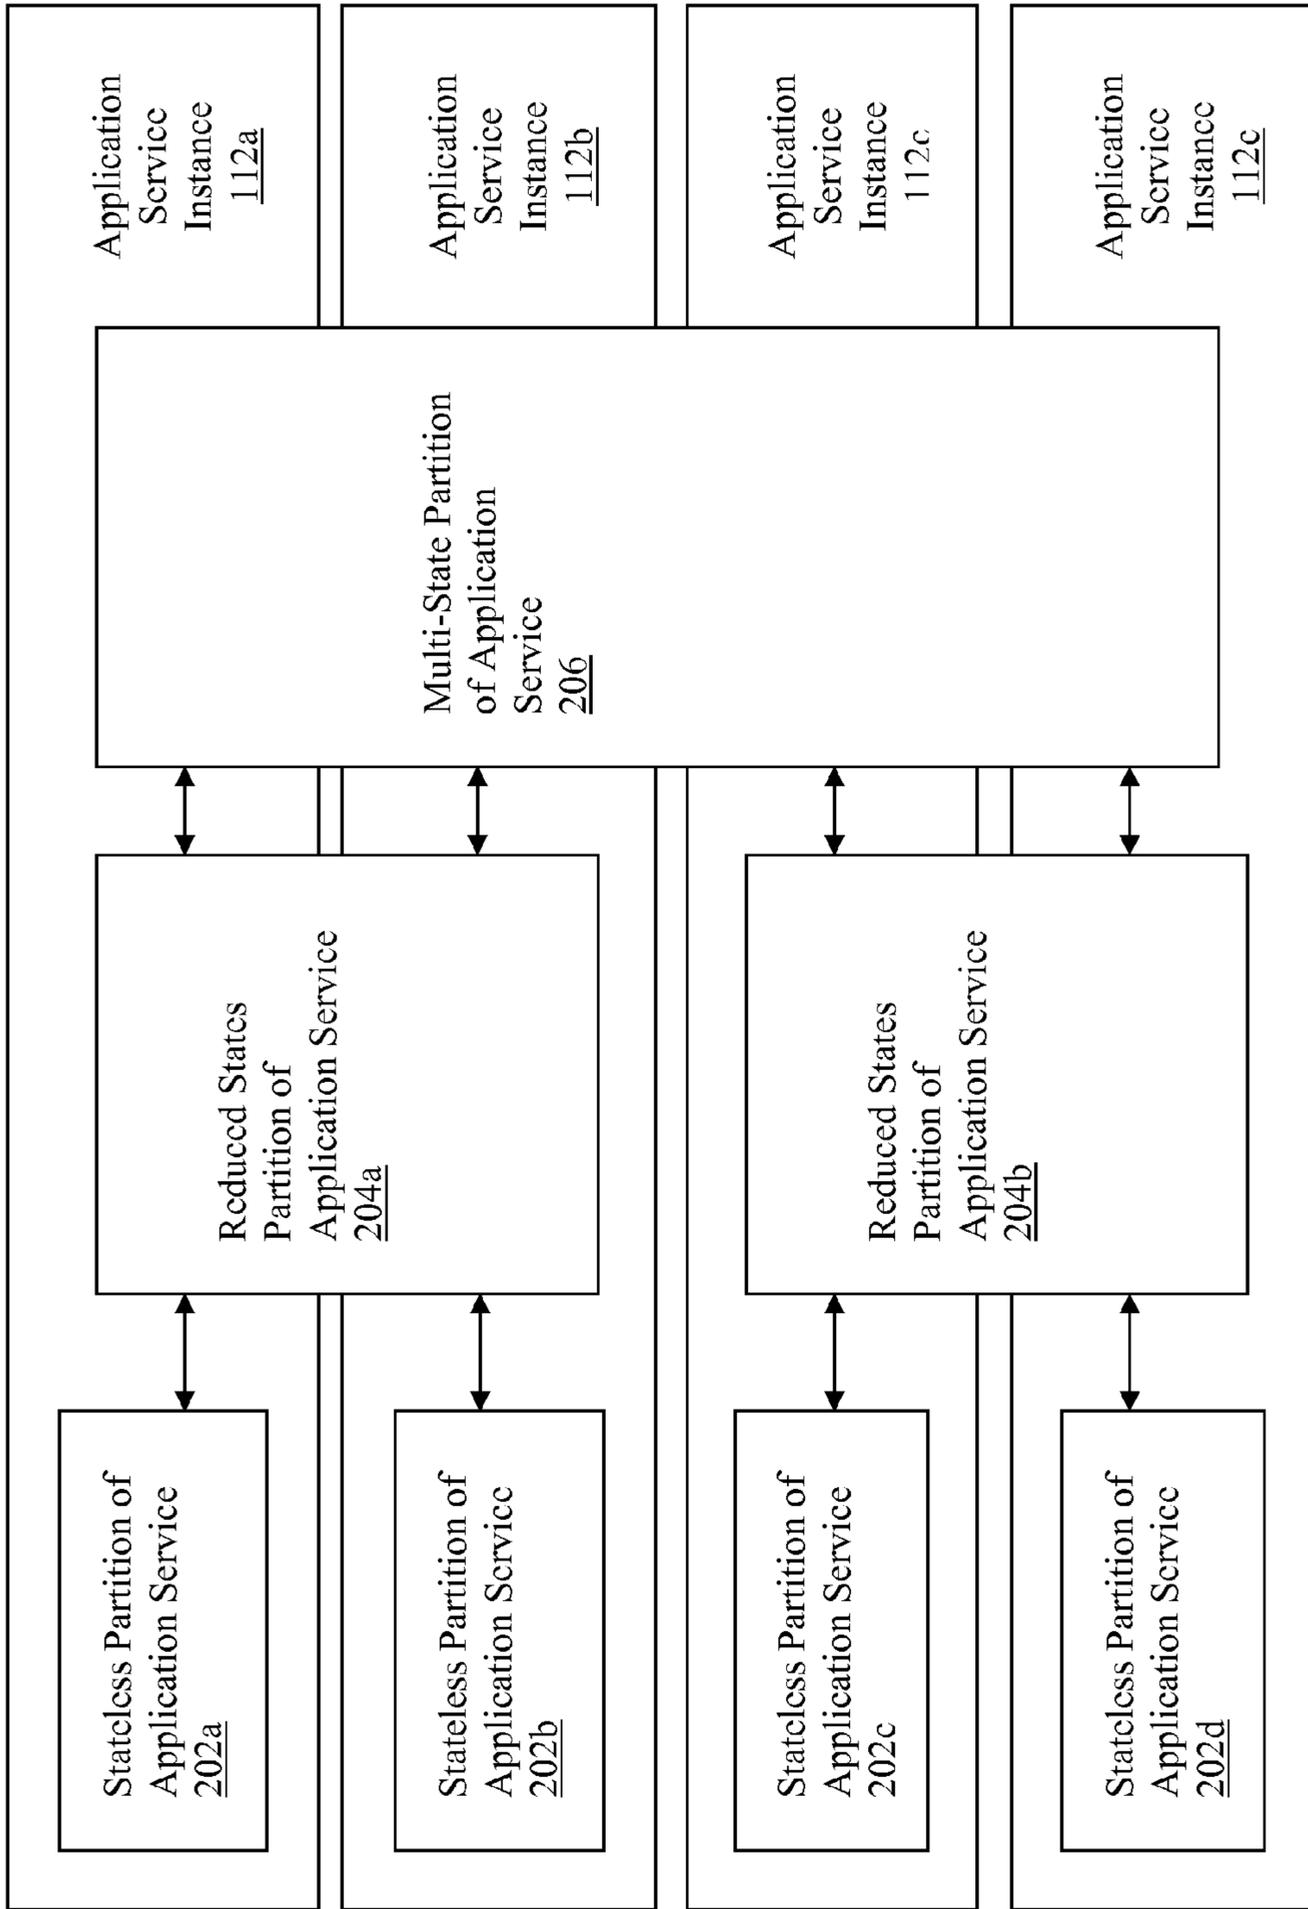 Application
Service
Instance
112a
Application
Service
Instance
112b
Application
Service
Instance
112c
Application
Service
Instance
112c
Multi-State Partition
of Application
Service
206
Reduced States
Partition of
Application Service
204a
Reduced States
Partition of
Application Service
204b
Stateless Partition of
Application Service
202a
Stateless Partition of
Application Service
202b
Stateless Partition of
Application Service
202c
Stateless Partition of
Application Service
202d